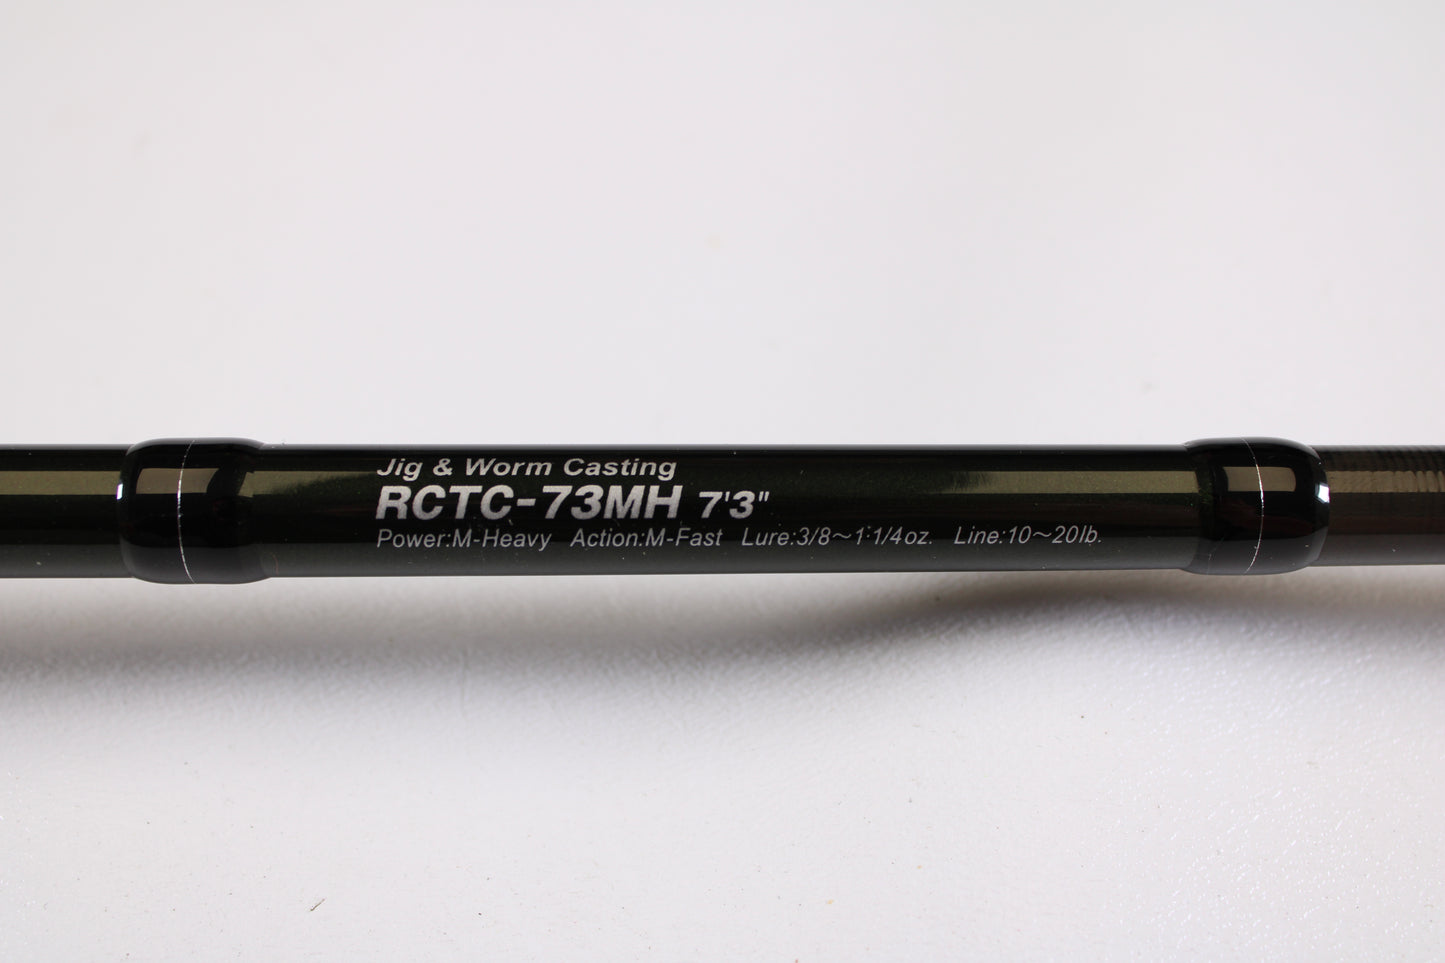 Jig & Worm Casting
RCTC-73MH 7'3"
Power:M-Heavy Action:M-Fast Lure:3/8～1·1/4oz. Line:10～20lb.